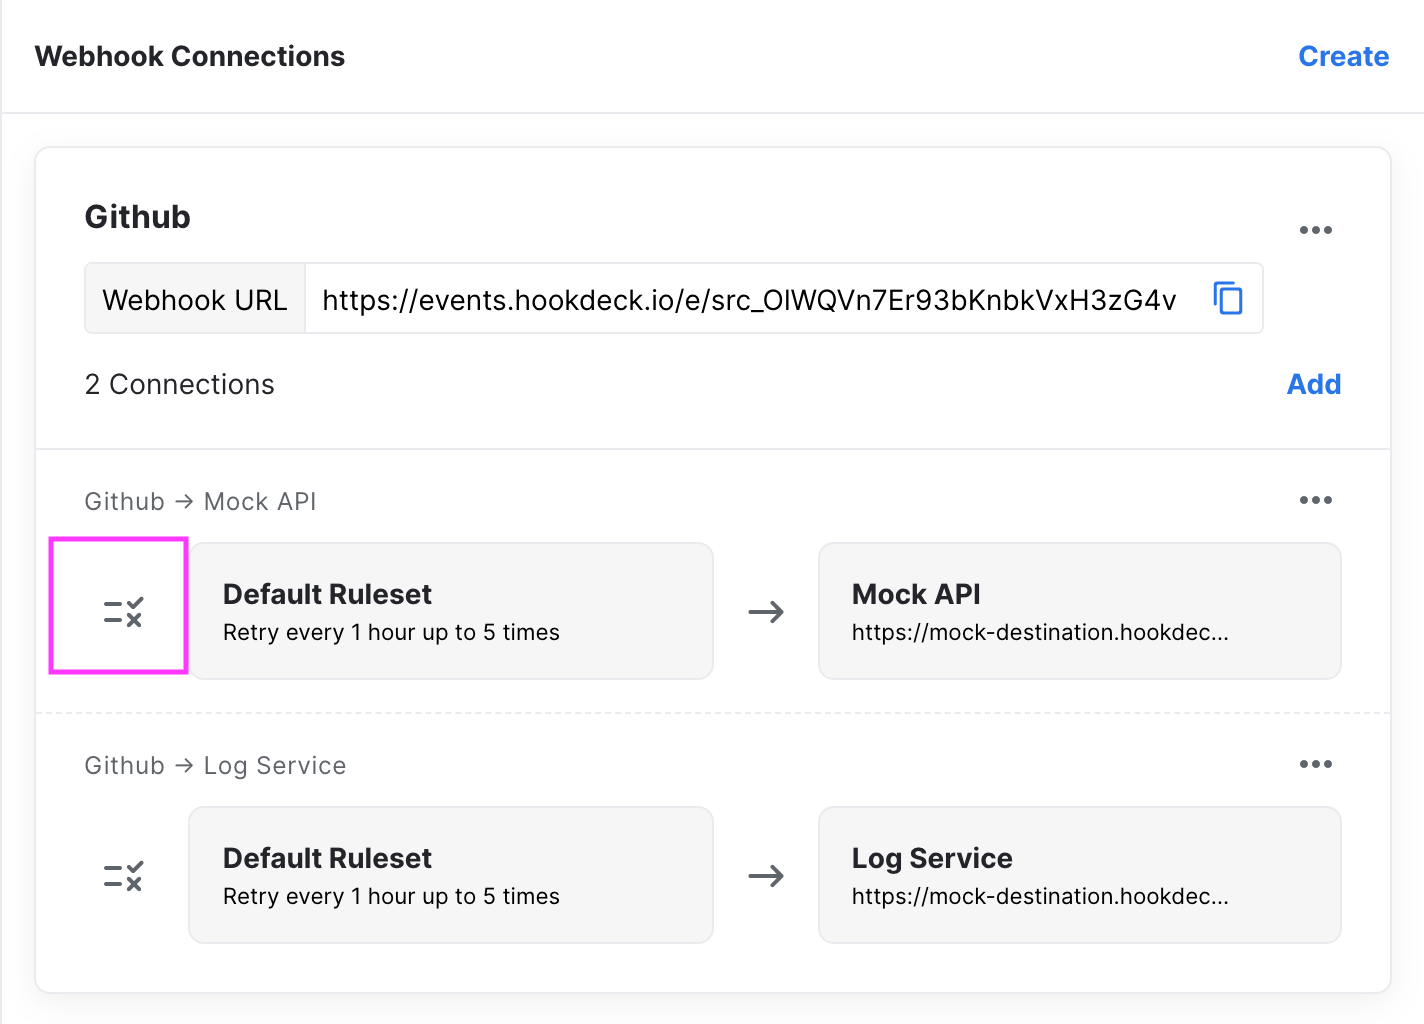 Webhook Connections
Create
Github
Webhook URL
https://events.hookdeck.io/e/src_OIWQVn7Er93bKnbkVxH3zG4v
2 Connections
Add
Github → Mock API
Default Ruleset
Retry every 1 hour up to 5 times
→
Mock API
https://mock-destination.hookdec...
Github → Log Service
Default Ruleset
Retry every 1 hour up to 5 times
→
Log Service
https://mock-destination.hookdec...